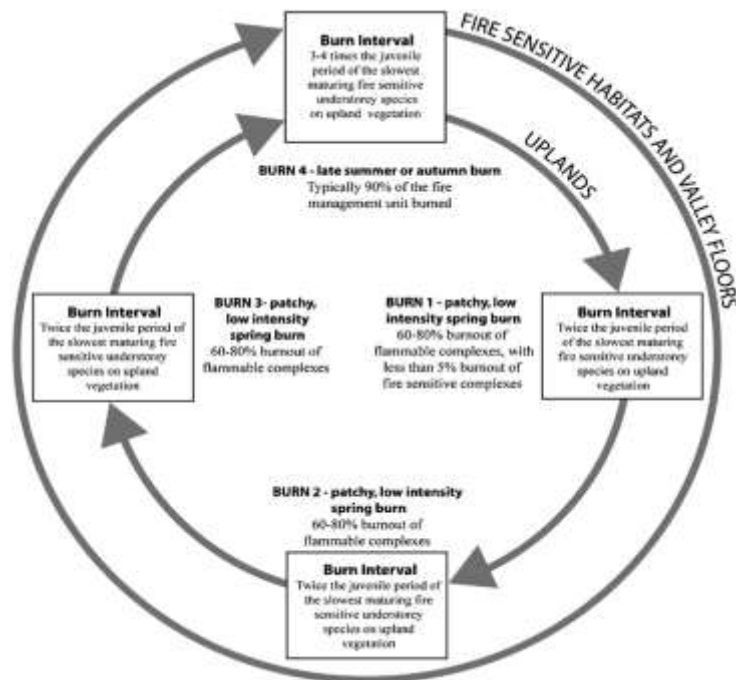 Burn Interval
3-4 times the juvenile
period of the slowest
maturing fire sensitive
understorey species
on upland vegetation
FIRE SENSITIVE HABITATS AND VALLEY FLOORS
UPLANDS
BURN 4 - late summer or autumn burn
Typically 90% of the fire
management unit burned
Burn Interval
Twice the juvenile period of
the slowest maturing fire
sensitive understorey
species on upland
vegetation
BURN 3- patchy,
low intensity
spring burn
60-80% burnout of
flammable complexes
BURN 1 - patchy, low
intensity spring burn
60-80% burnout of
flammable complexes, with
less than 5% burnout of
fire sensitive complexes
Burn Interval
Twice the juvenile period
of the slowest maturing
fire sensitive understorey
species on upland
vegetation
BURN 2 - patchy, low intensity
spring burn
60-80% burnout of
flammable complexes
Burn Interval
Twice the juvenile period of
the slowest maturing fire
sensitive understorey
species on upland
vegetation